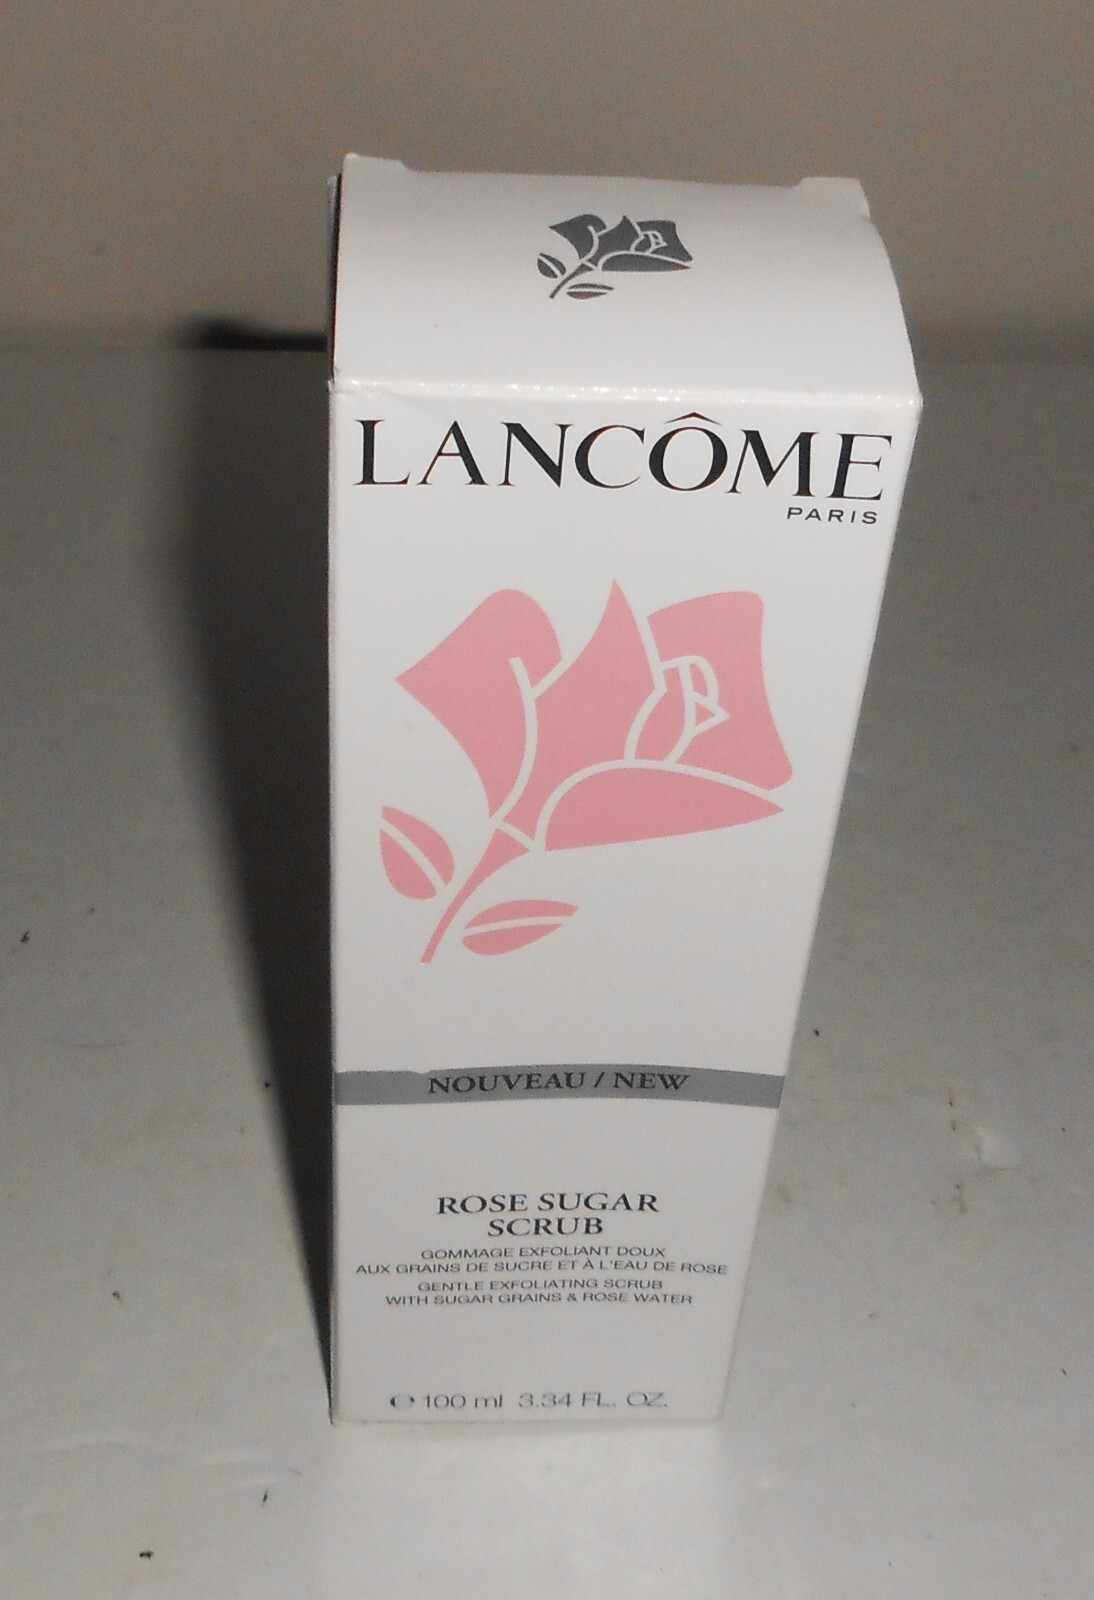 LANCÔME
PARIS
NOUVEAU / NEW
ROSE SUGAR
SCRUB
GOMMAGE EXFOLIANT DOUX
AUX GRAINS DE SUCRE ET À L'EAU DE ROSE
GENTLE EXFOLIATING SCRUB
WITH SUGAR GRAINS & ROSE WATER
℮ 100 ml 3.34 FL. OZ.